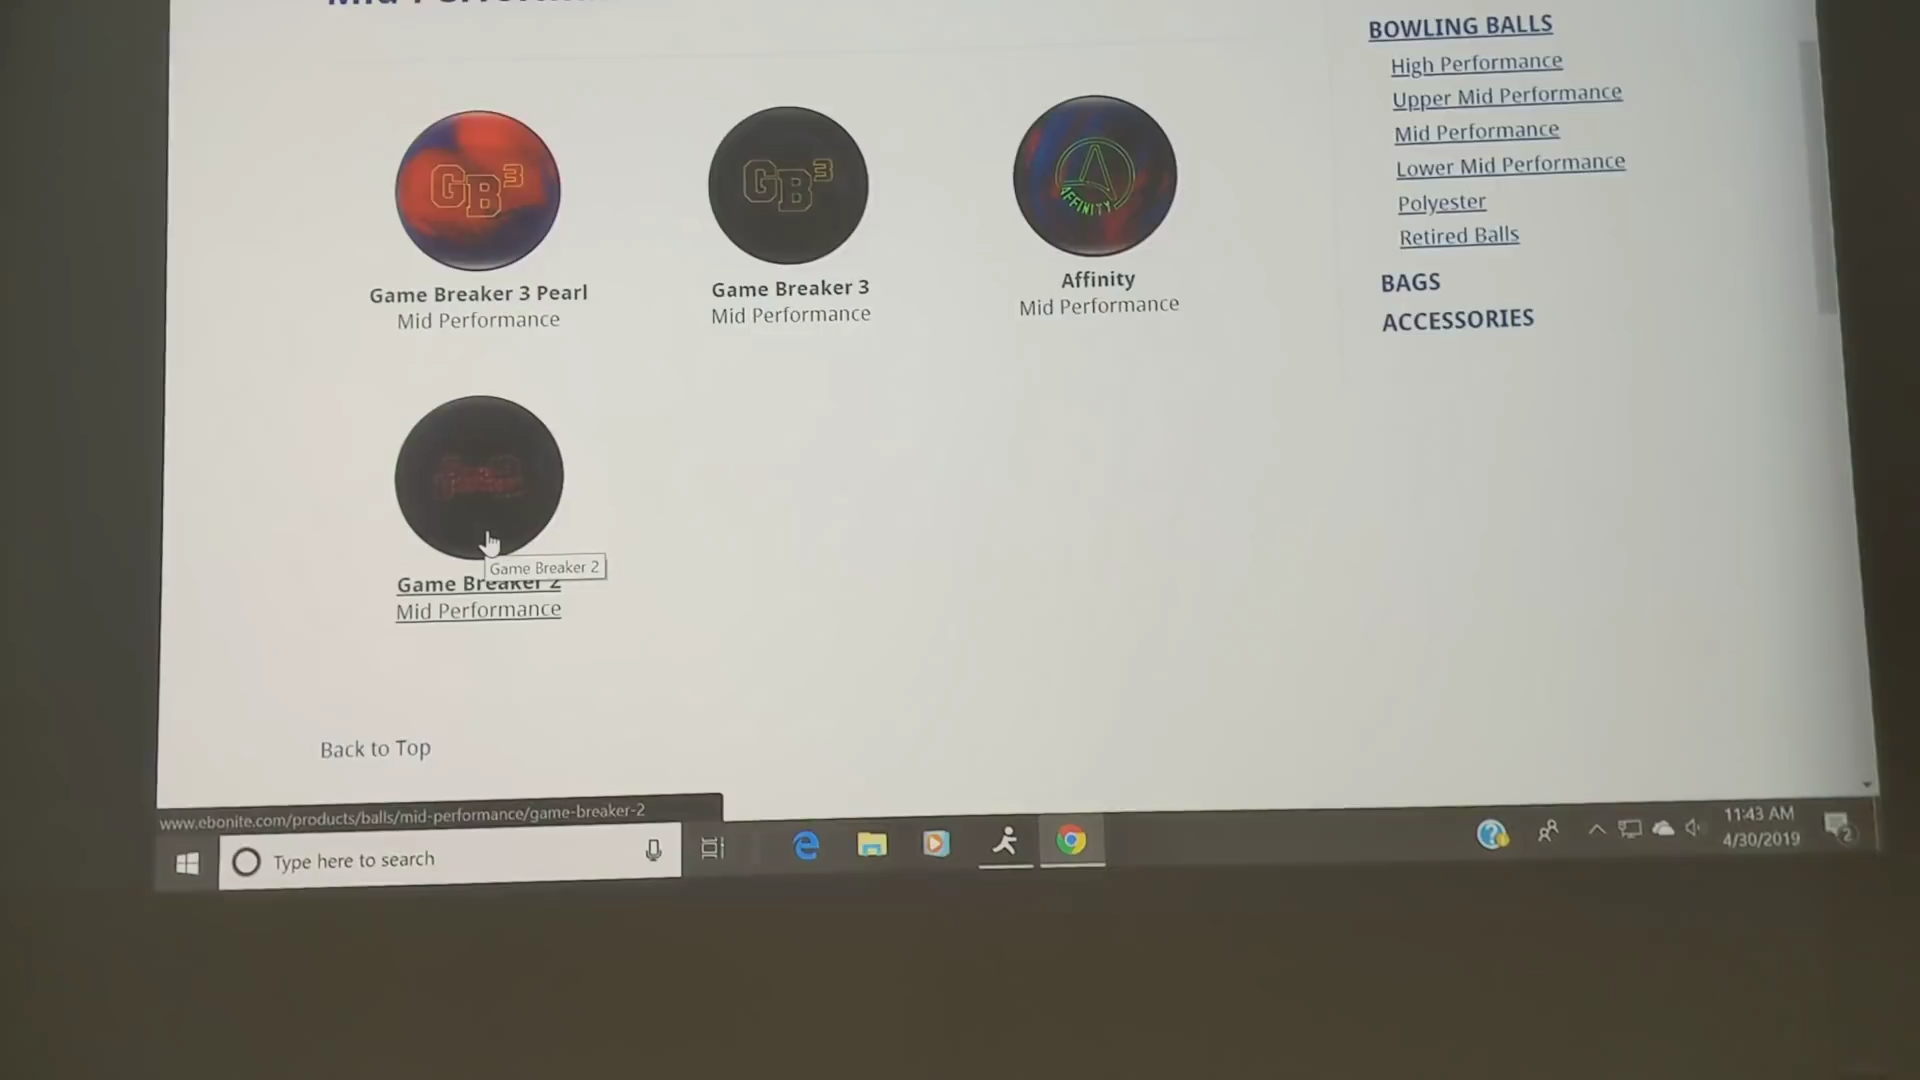 BOWLING BALLS
High Performance
Upper Mid Performance
Mid Performance
Lower Mid Performance
Polyester
Retired Balls
BAGS
ACCESSORIES
GB3
GB3
AFFINITY
Game Breaker 3 Pearl
Mid Performance
Game Breaker 3
Mid Performance
Affinity
Mid Performance
Game Breaker 2
Game Breaker 2
Mid Performance
Back to Top
www.ebonite.com/products/balls/mid-performance/game-breaker-2
Type here to search
11:43 AM
4/30/2019
2